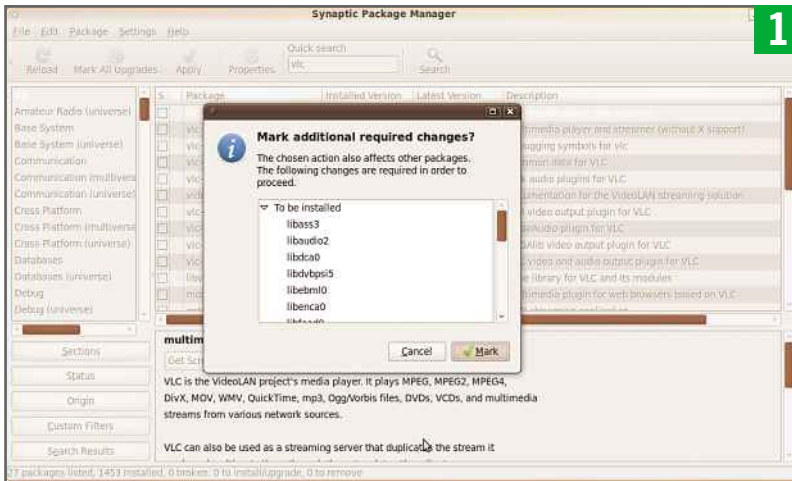 Synaptic Package Manager
1
File Edit Package Settings Help
Quick search
Reload Mark All Upgrades Apply Properties vlc Search
S Package Installed Version Latest Version Description
Amateur Radio (universe)
Base System
Base System (universe)
Communication
Communication (multivers
Communication (universe)
Cross Platform
Cross Platform (multiverse
Cross Platform (universe)
Databases
Databases (universe)
Debug
Debug (universe)
Sections
Status
Origin
Custom Filters
Search Results
Mark additional required changes?
The chosen action also affects other packages.
The following changes are required in order to
proceed.
To be installed
libass3
libaudio2
libdca0
libdvbpsi5
libebml0
libenca0
libfaad0
Cancel Mark
media player and streamer (without X support)
ugging symbols for vlc
mon data for VLC
audio plugins for VLC
umentation for the VideoLAN streaming solution
video output plugin for VLC
eAudio plugin for VLC
Alib video output plugin for VLC
video and audio output plugin for VLC
e library for VLC and its modules
timedia plugin for web browsers based on VLC
multim
Get Scr
VLC is the VideoLAN project's media player. It plays MPEG, MPEG2, MPEG4,
DivX, MOV, WMV, QuickTime, mp3, Ogg/Vorbis files, DVDs, VCDs, and multimedia
streams from various network sources.
VLC can also be used as a streaming server that duplicates the stream it
27 packages listed, 1453 installed, 0 broken. 0 to install/upgrade, 0 to remove